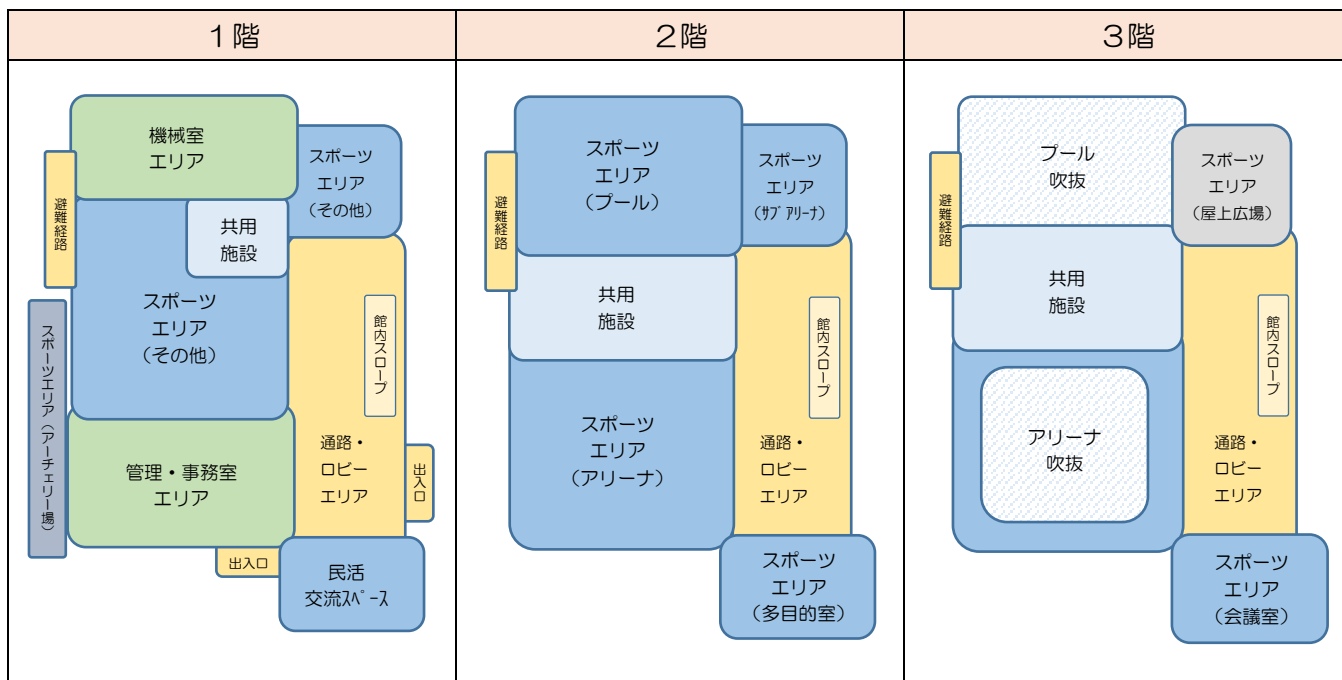 １階
機械室
エリア
スポーツ
エリア
（その他）
避難経路
共用
施設
スポーツ
エリア
（その他）
館内スロープ
スポーツエリア（アーチェリー場）
管理・事務室
エリア
通路・
ロビー
エリア
出入口
出入口
民活
交流ｽﾍﾟｰｽ
２階
スポーツ
エリア
（プール）
スポーツ
エリア
（ｻﾌﾞｱﾘｰﾅ）
避難経路
共用
施設
館内スロープ
スポーツ
エリア
（アリーナ）
通路・
ロビー
エリア
スポーツ
エリア
（多目的室）
３階
プール
吹抜
スポーツ
エリア
（屋上広場）
避難経路
共用
施設
館内スロープ
アリーナ
吹抜
通路・
ロビー
エリア
スポーツ
エリア
（会議室）